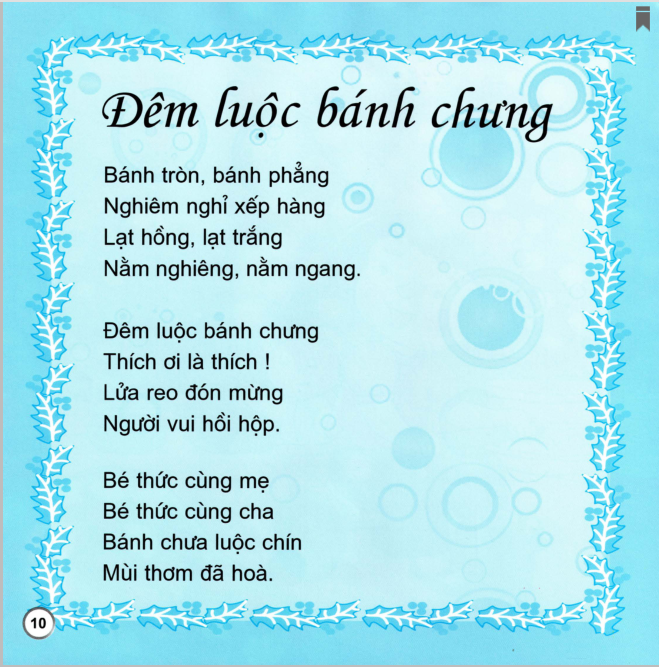 Đêm luộc bánh chưng
Bánh tròn, bánh phẳng
Nghiêm nghỉ xếp hàng
Lạt hồng, lạt trắng
Nằm nghiêng, nằm ngang.
Đêm luộc bánh chưng
Thích ơi là thích !
Lửa reo đón mừng
Người vui hồi hộp.
Bé thức cùng mẹ
Bé thức cùng cha
Bánh chưa luộc chín
Mùi thơm đã hoà.
10